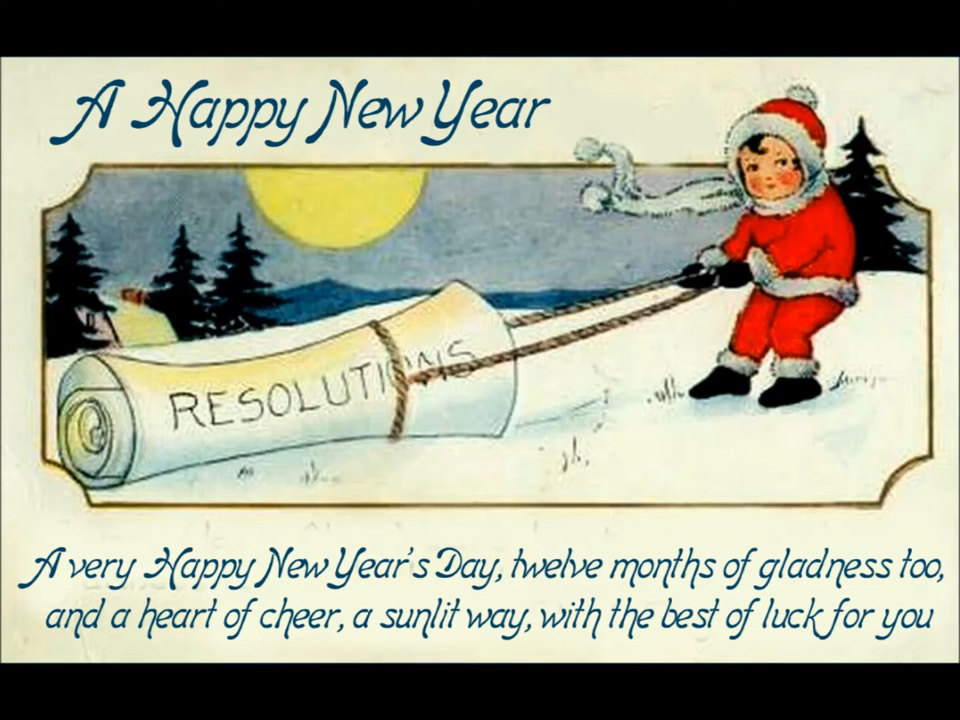 A Happy New Year
RESOLUTIONS
A very Happy New Year's Day, twelve months of gladness too,
and a heart of cheer, a sunlit way, with the best of luck for you